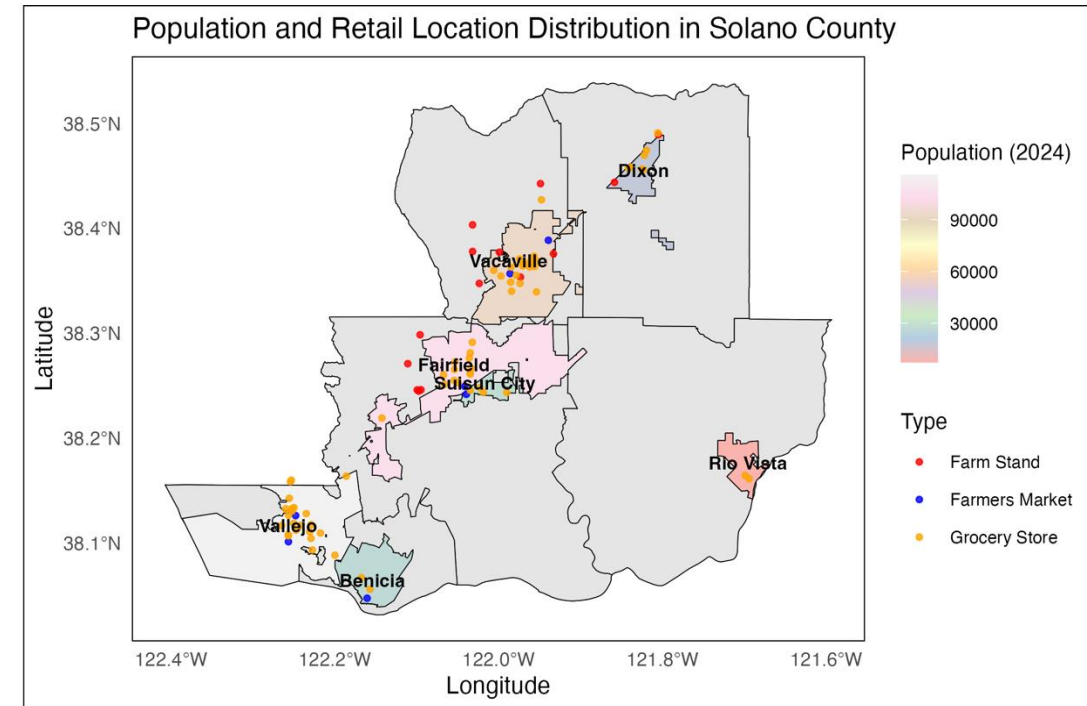 Population and Retail Location Distribution in Solano County
Latitude
38.5°N
38.4°N
38.3°N
38.2°N
38.1°N
Dixon
Vacaville
Fairfield
Suisun City
Rio Vista
Vallejo
Benicia
122.4°W
122.2°W
122.0°W
121.8°W
121.6°W
Longitude
Population (2024)
90000
60000
30000
Type
Farm Stand
Farmers Market
Grocery Store